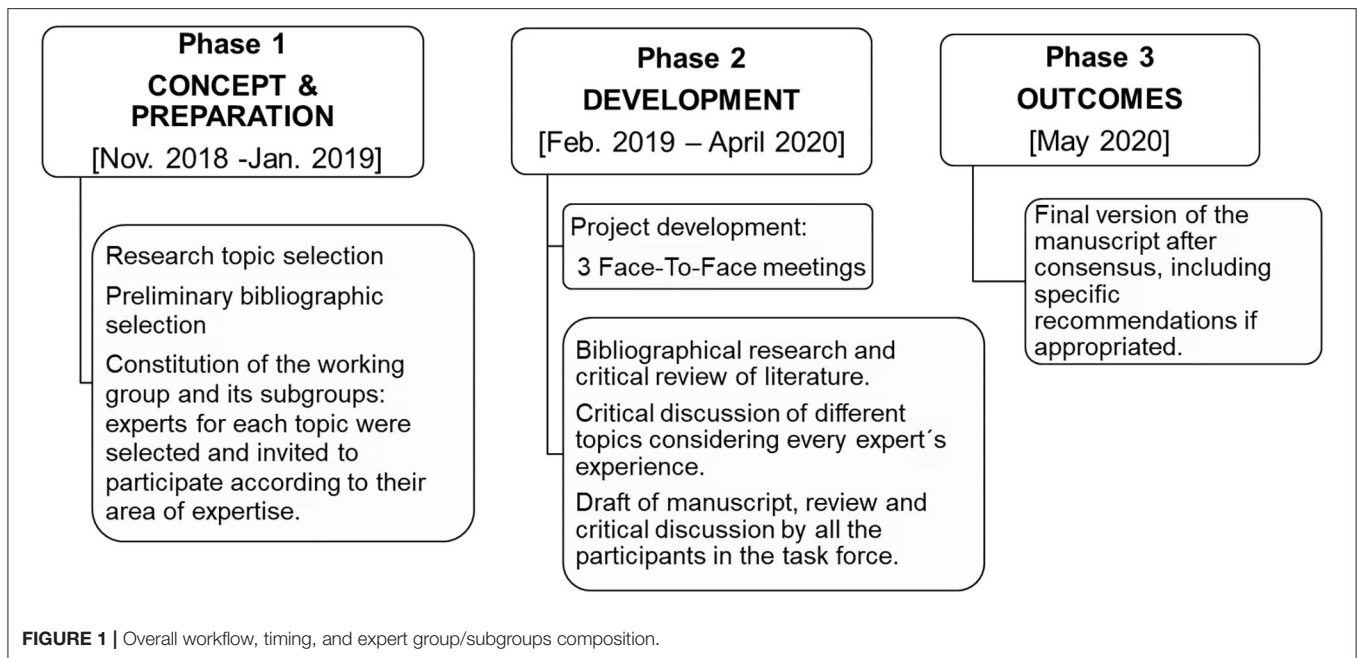 Phase 1
CONCEPT &
PREPARATION
[Nov. 2018 -Jan. 2019]
Research topic selection
Preliminary bibliographic
selection
Constitution of the working
group and its subgroups:
experts for each topic were
selected and invited to
participate according to their
area of expertise.
Phase 2
DEVELOPMENT
[Feb. 2019 – April 2020]
Project development:
3 Face-To-Face meetings
Bibliographical research and
critical review of literature.
Critical discussion of different
topics considering every expert´s
experience.
Draft of manuscript, review and
critical discussion by all the
participants in the task force.
Phase 3
OUTCOMES
[May 2020]
Final version of the
manuscript after
consensus, including
specific
recommendations if
appropriated.
FIGURE 1 | Overall workflow, timing, and expert group/subgroups composition.